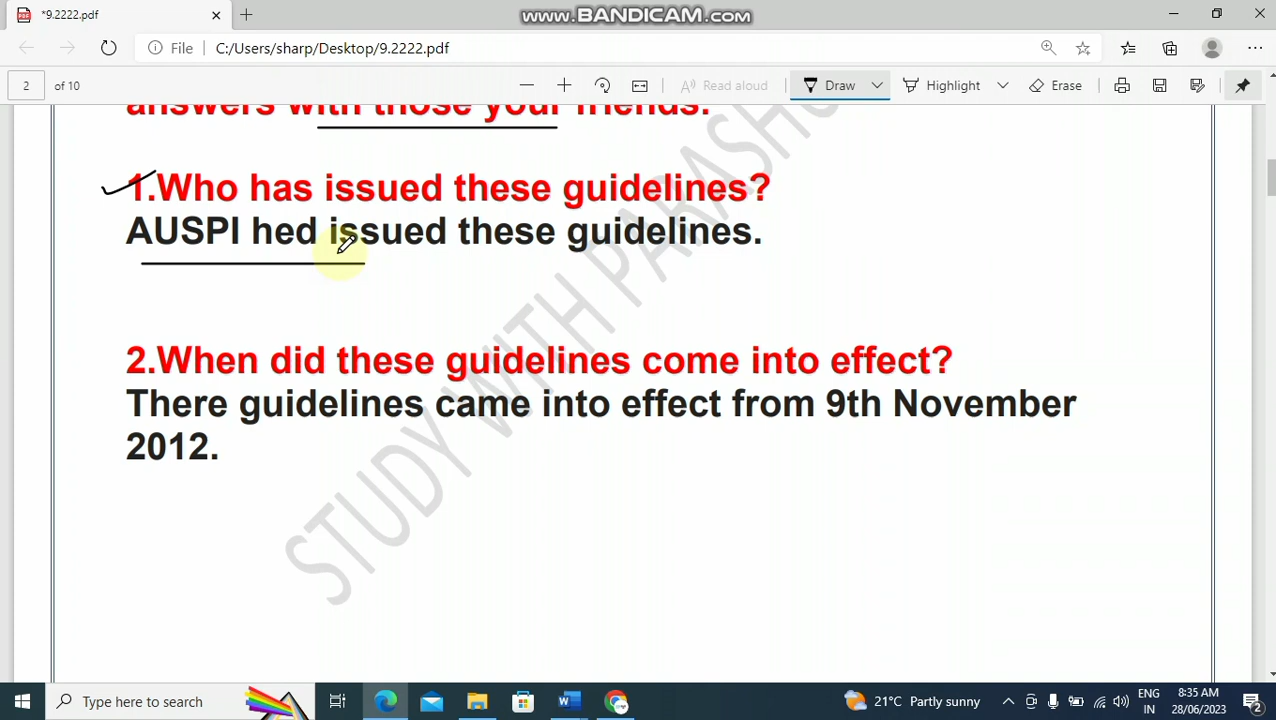 *9.2222.pdf
www.BANDICAM.com
File C:/Users/sharp/Desktop/9.2222.pdf
2 of 10 Read aloud Draw Highlight Erase
answers with those your friends.
1.Who has issued these guidelines?
AUSPI hed issued these guidelines.
2.When did these guidelines come into effect?
There guidelines came into effect from 9th November
2012.
STUDY WITH PARASHU
Type here to search 21°C Partly sunny ENG 8:35 AM
IN 28/06/2023 2